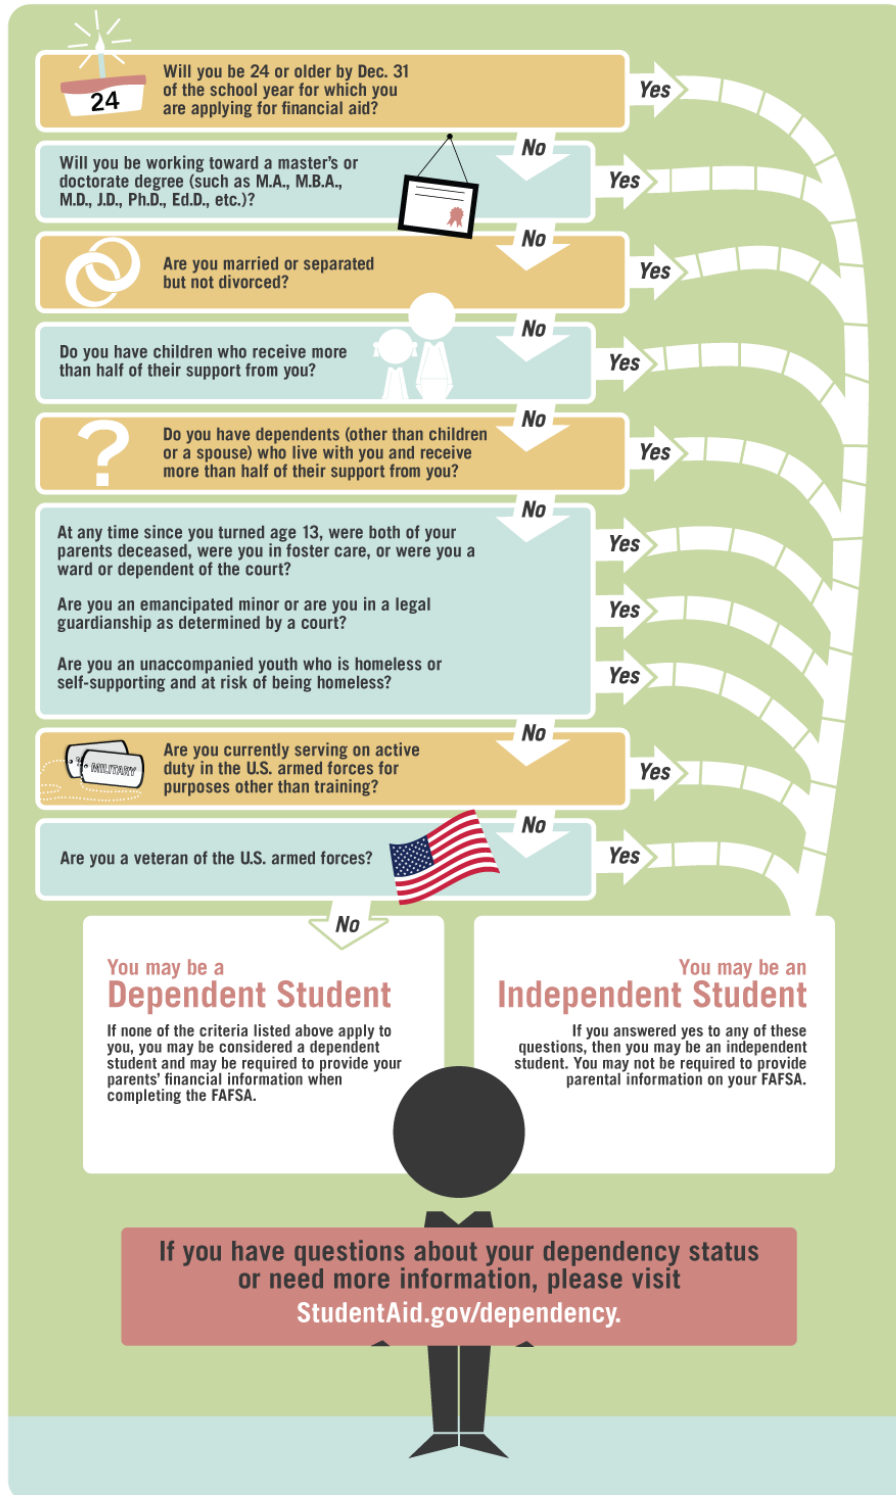 24
Will you be 24 or older by Dec. 31
of the school year for which you
are applying for financial aid?
Yes
No
Will you be working toward a master's or
doctorate degree (such as M.A., M.B.A.,
M.D., J.D., Ph.D., Ed.D., etc.)?
Yes
No
Are you married or separated
but not divorced?
Yes
No
Do you have children who receive more
than half of their support from you?
Yes
No
Do you have dependents (other than children
or a spouse) who live with you and receive
more than half of their support from you?
Yes
?
No
At any time since you turned age 13, were both of your
parents deceased, were you in foster care, or were you a
ward or dependent of the court?
Yes
Are you an emancipated minor or are you in a legal
guardianship as determined by a court?
Yes
Are you an unaccompanied youth who is homeless or
self-supporting and at risk of being homeless?
Yes
No
MILITARY
Are you currently serving on active
duty in the U.S. armed forces for
purposes other than training?
Yes
No
Are you a veteran of the U.S. armed forces?
Yes
No
You may be a
Dependent Student
If none of the criteria listed above apply to
you, you may be considered a dependent
student and may be required to provide your
parents' financial information when
completing the FAFSA.
You may be an
Independent Student
If you answered yes to any of these
questions, then you may be an independent
student. You may not be required to provide
parental information on your FAFSA.
If you have questions about your dependency status
or need more information, please visit
StudentAid.gov/dependency.